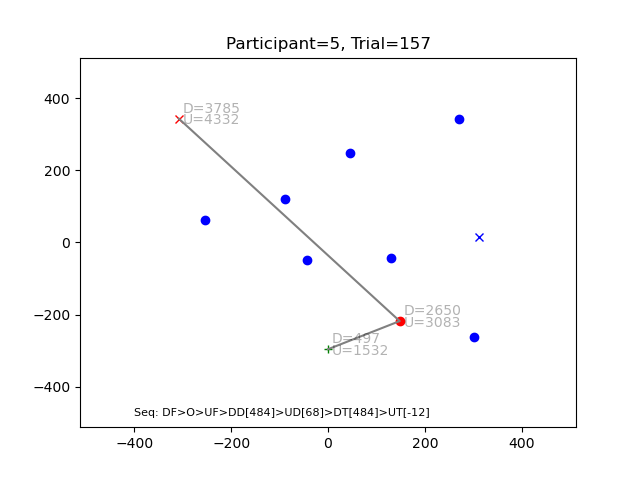 Participant=5, Trial=157
400
200
0
−200
−400
D=3785
U=4332
D=2650
U=3083
D=497
U=1532
Seq: DF>O>UF>DD[484]>UD[68]>DT[484]>UT[-12]
−400
−200
0
200
400